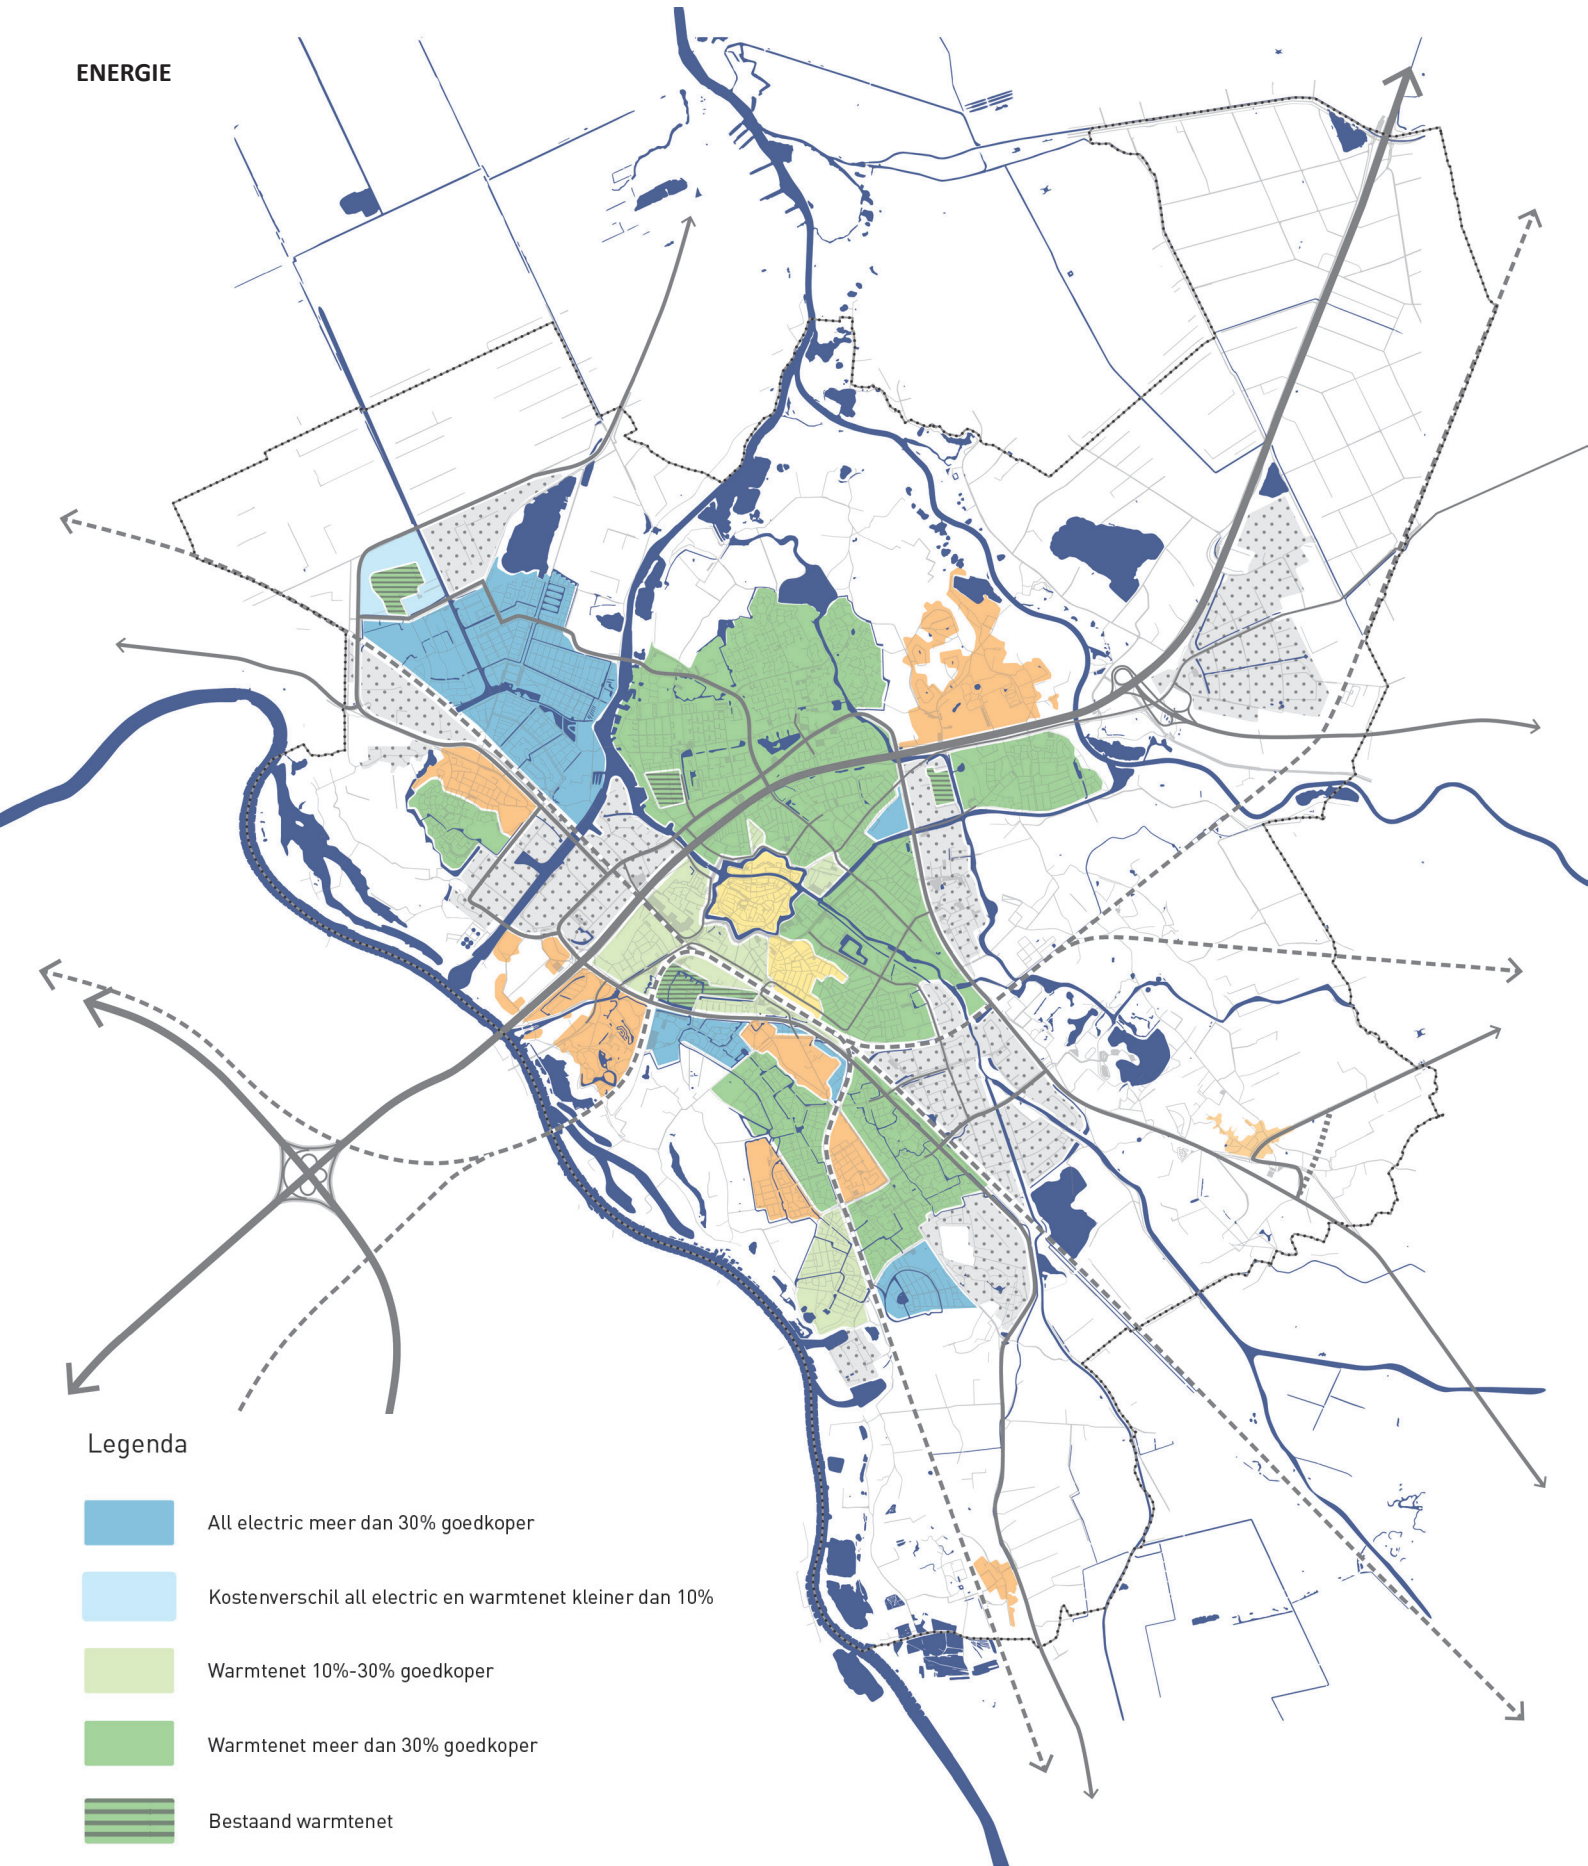 ENERGIE
Legenda
All electric meer dan 30% goedkoper
Kostenverschil all electric en warmtenet kleiner dan 10%
Warmtenet 10%-30% goedkoper
Warmtenet meer dan 30% goedkoper
Bestaand warmtenet